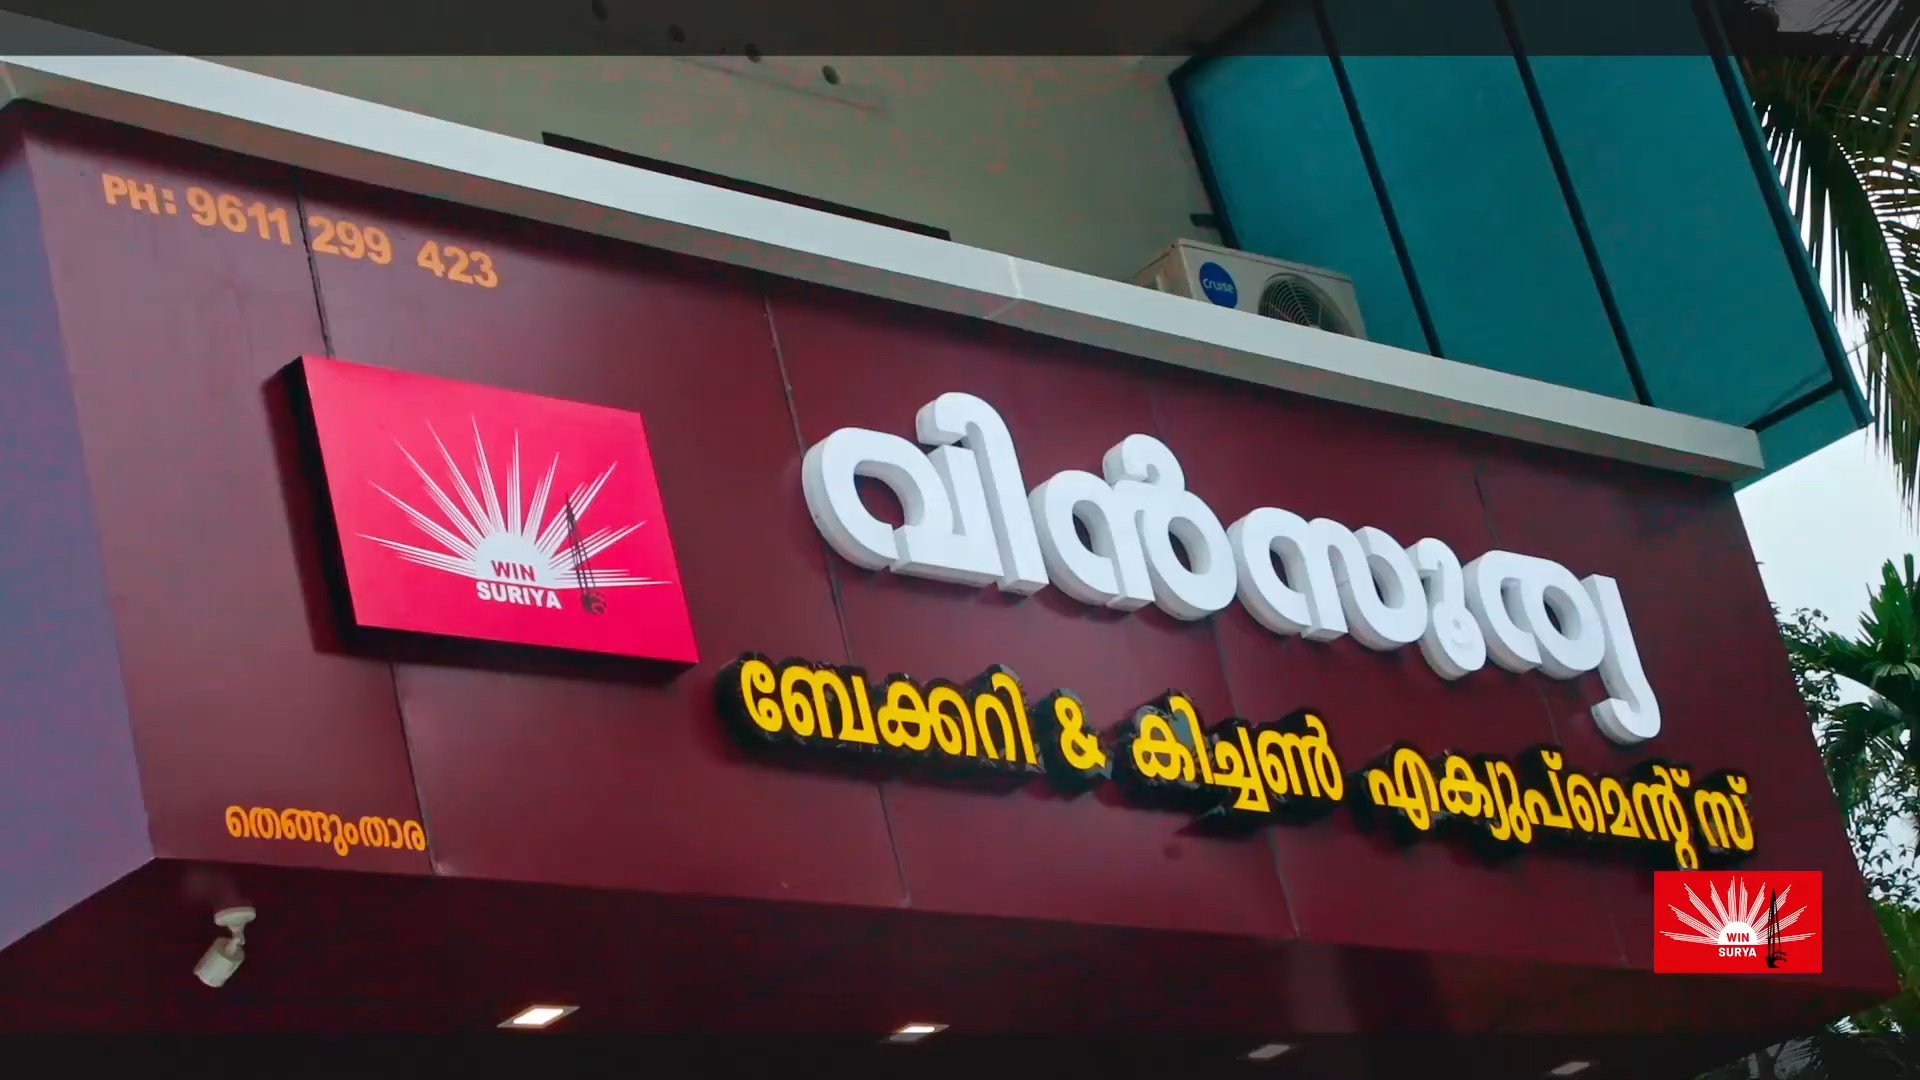 PH: 9611 299 423
WIN
SURIYA
വിൻസൂര്യ
ബേക്കറി & കിച്ചൺ എക്യുപ്മെന്റ്സ്
തെങ്ങുംതാര
cruise
WIN
SURYA